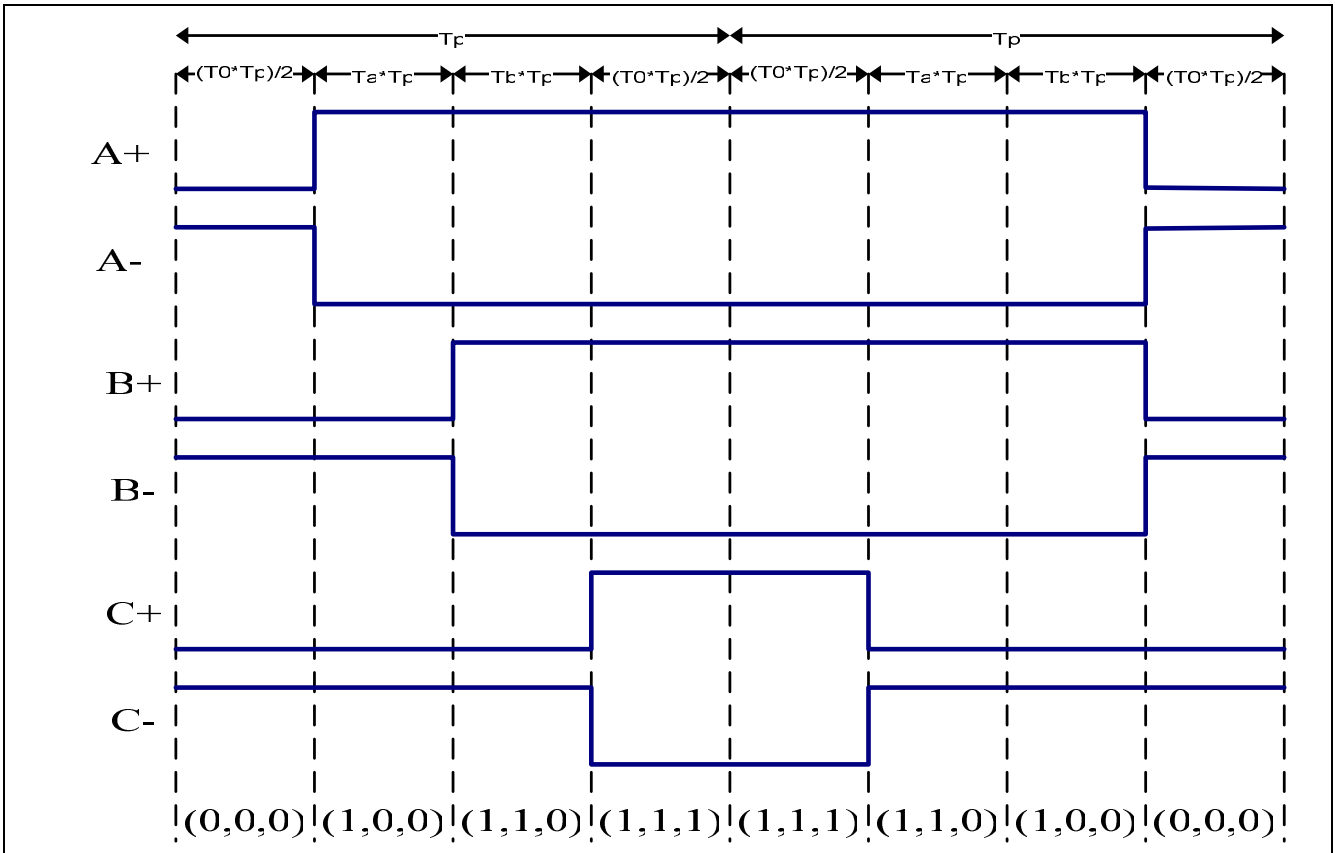 Tp Tp
(T0*Tp)/2 Ta*Tp Tb*Tp (T0*Tp)/2 (T0*Tp)/2 Ta*Tp Tb*Tp (T0*Tp)/2
A+
A-
B+
B-
C+
C-
(0,0,0) (1,0,0) (1,1,0) (1,1,1) (1,1,1) (1,1,0) (1,0,0) (0,0,0)